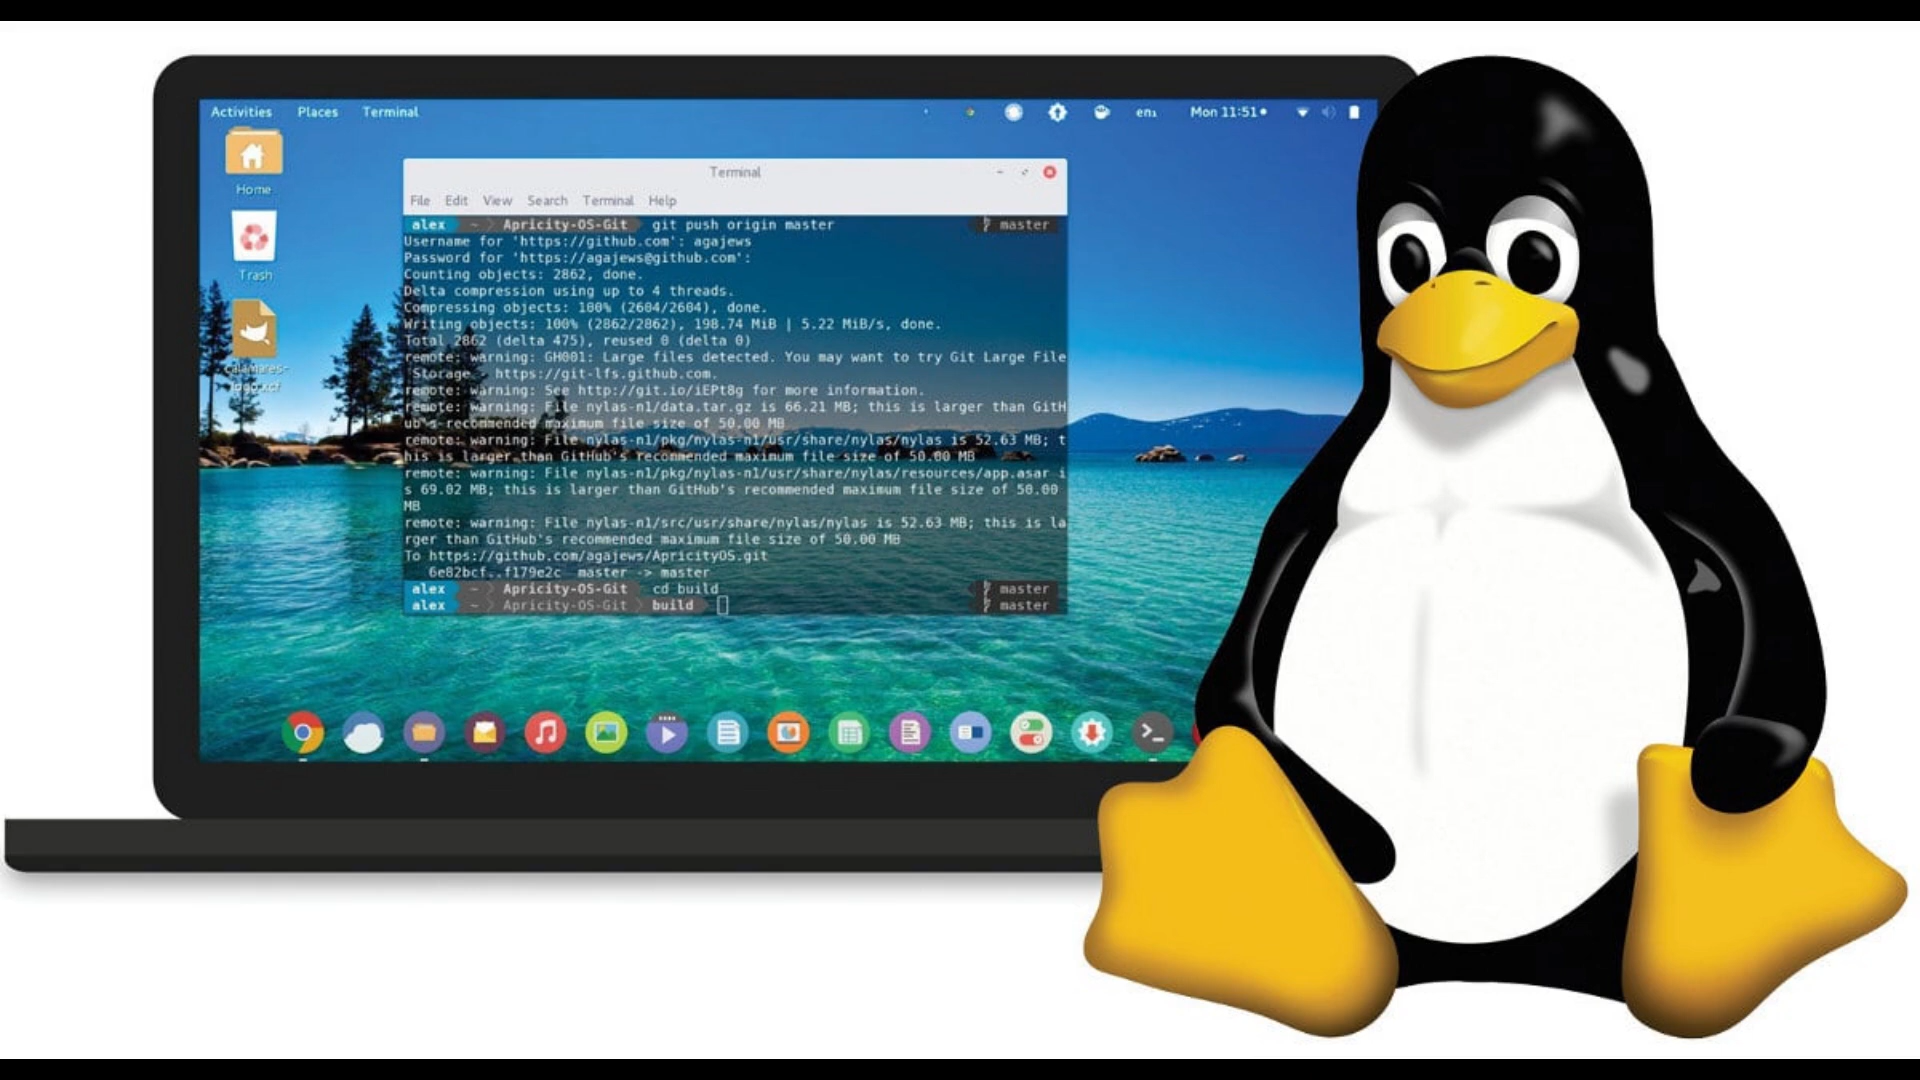 Activities Places Terminal en₁ Mon 11:51
Home
Trash
calamares-
logo.xcf
Terminal
File Edit View Search Terminal Help
alex ~ Apricity-OS-Git git push origin master master
Username for 'https://github.com': agajews
Password for 'https://agajews@github.com':
Counting objects: 2862, done.
Delta compression using up to 4 threads.
Compressing objects: 100% (2604/2604), done.
Writing objects: 100% (2862/2862), 198.74 MiB | 5.22 MiB/s, done.
Total 2862 (delta 475), reused 0 (delta 0)
remote: warning: GH001: Large files detected. You may want to try Git Large File
Storage - https://git-lfs.github.com.
remote: warning: See http://git.io/iEPt8g for more information.
remote: warning: File nylas-n1/data.tar.gz is 66.21 MB; this is larger than GitH
ub's recommended maximum file size of 50.00 MB
remote: warning: File nylas-n1/pkg/nylas-n1/usr/share/nylas/nylas is 52.63 MB; t
his is larger than GitHub's recommended maximum file size of 50.00 MB
remote: warning: File nylas-n1/pkg/nylas-n1/usr/share/nylas/resources/app.asar i
s 69.02 MB; this is larger than GitHub's recommended maximum file size of 50.00
MB
remote: warning: File nylas-n1/src/usr/share/nylas/nylas is 52.63 MB; this is la
rger than GitHub's recommended maximum file size of 50.00 MB
To https://github.com/agajews/ApricityOS.git
6e82bcf..f179e2c master -> master
alex ~ Apricity-OS-Git cd build master
alex ~ Apricity-OS-Git build master